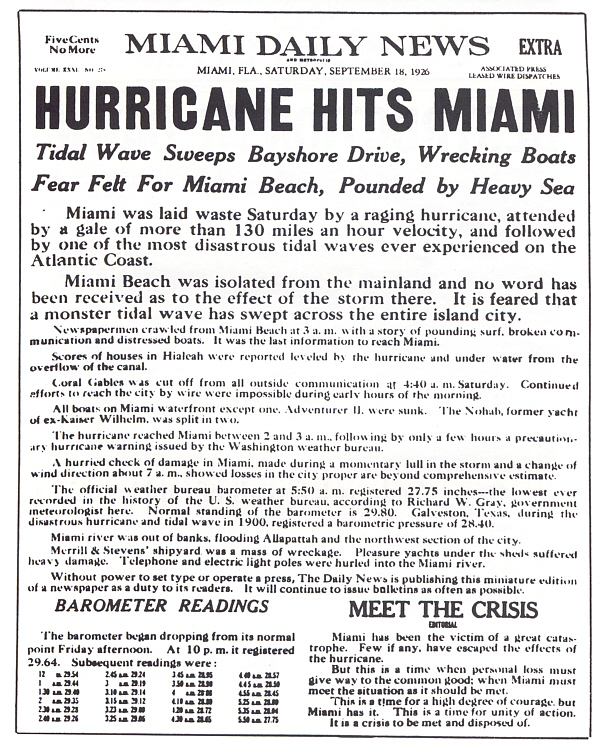 Five Cents
No More
MIAMI DAILY NEWS
AND METROPOLIS
EXTRA
VOLUME XXXI NO.
MIAMI, FLA., SATURDAY, SEPTEMBER 18, 1926
ASSOCIATED PRESS
LEASED WIRE DISPATCHES
HURRICANE HITS MIAMI
Tidal Wave Sweeps Bayshore Drive, Wrecking Boats
Fear Felt For Miami Beach, Pounded by Heavy Sea
Miami was laid waste Saturday by a raging hurricane, attended
by a gale of more than 130 miles an hour velocity, and followed
by one of the most disastrous tidal waves ever experienced on the
Atlantic Coast.
Miami Beach was isolated from the mainland and no word has
been received as to the effect of the storm there. It is feared that
a monster tidal wave has swept across the entire island city.
Newspapermen crawled from Miami Beach at 3 a. m. with a story of pounding surf, broken com-
munication and distressed boats. It was the last information to reach Miami.
Scores of houses in Hialeah were reported leveled by the hurricane and under water from the
overflow of the canal.
Coral Gables was cut off from all outside communication at 4:40 a. m. Saturday. Continued
efforts to reach the city by wire were impossible during early hours of the morning.
All boats on Miami waterfront except one, Adventurer II, were sunk. The Nohab, former yacht
of ex-Kaiser Wilhelm, was split in two.
The hurricane reached Miami between 2 and 3 a. m., following by only a few hours a precaution-
ary hurricane warning issued by the Washington weather bureau.
A hurried check of damage in Miami, made during a momentary lull in the storm and a change of
wind direction about 7 a. m., showed losses in the city proper are beyond comprehensive estimate.
The official weather bureau barometer at 5:50 a. m. registered 27.75 inches---the lowest ever
recorded in the history of the U. S. weather bureau, according to Richard W. Gray, government
meteorologist here. Normal standing of the barometer is 29.80. Galveston, Texas, during the
disastrous hurricane and tidal wave in 1900, registered a barometric pressure of 28.40.
Miami river was out of banks, flooding Allapattah and the northwest section of the city.
Merrill & Stevens' shipyard was a mass of wreckage. Pleasure yachts under the sheds suffered
heavy damage. Telephone and electric light poles were hurled into the Miami river.
Without power to set type or operate a press, The Daily News is publishing this miniature edition
of a newspaper as a duty to its readers. It will continue to issue bulletins as often as possible.
BAROMETER READINGS
The barometer began dropping from its normal
point Friday afternoon. At 10 p. m. it registered
29.64. Subsequent readings were:
12 m. 29.54 2.45 a.m. 29.24 3.45 a.m. 28.95 4.40 a.m. 28.57
1 a.m. 29.44 3 a.m. 29.19 3.50 a.m. 28.90 4.45 a.m. 28.50
1.30 a.m. 29.40 3.10 a.m. 29.14 4 a.m. 4.55 a.m. 28.45
2 a.m. 29.35 3.15 a.m. 29.12 4.10 a.m. 28.80 5.25 a.m.
2.30 a.m. 29.28 3.23 a.m. 4.20 a.m. 28.72 5.35 a.m.
2.40 a.m. 29.26 3.25 a.m. 4.30 a.m. 28.65 5.50 a.m. 27.75
MEET THE CRISIS
EDITORIAL
Miami has been the victim of a great catas-
trophe. Few if any, have escaped the effects of
the hurricane.
But this is a time when personal loss must
give way to the common good; when Miami must
meet the situation as it should be met.
This is a time for a high degree of courage, but
Miami has it. This is a time for unity of action.
It is a crisis to be met and disposed of.